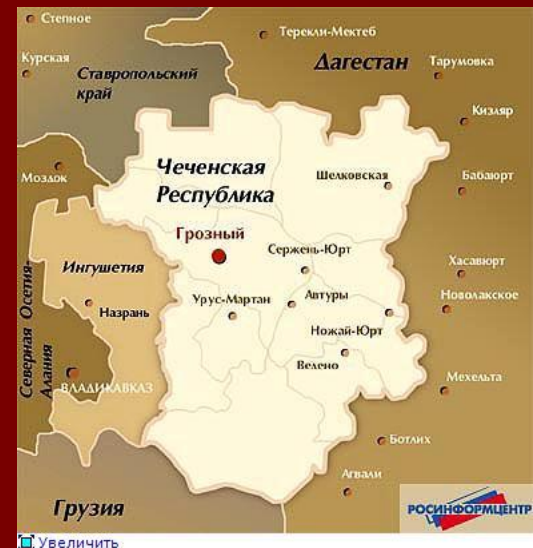 Степное
Терекли-Мектеб
Курская
Ставропольский
край
Дагестан
Тарумовка
Кизляр
Моздок
Чеченская
Республика
Шелковская
Бабаюрт
Грозный
Сержень-Юрт
Ингушетия
Хасавюрт
Назрань
Урус-Мартан
Автуры
Новолакское
Ножай-Юрт
Северная Осетия-
Алания
Велено
ВЛАДИКАВКАЗ
Мехельта
Ботлих
Агвали
Грузия
РОСИНФОРМЦЕНТР
Увеличить